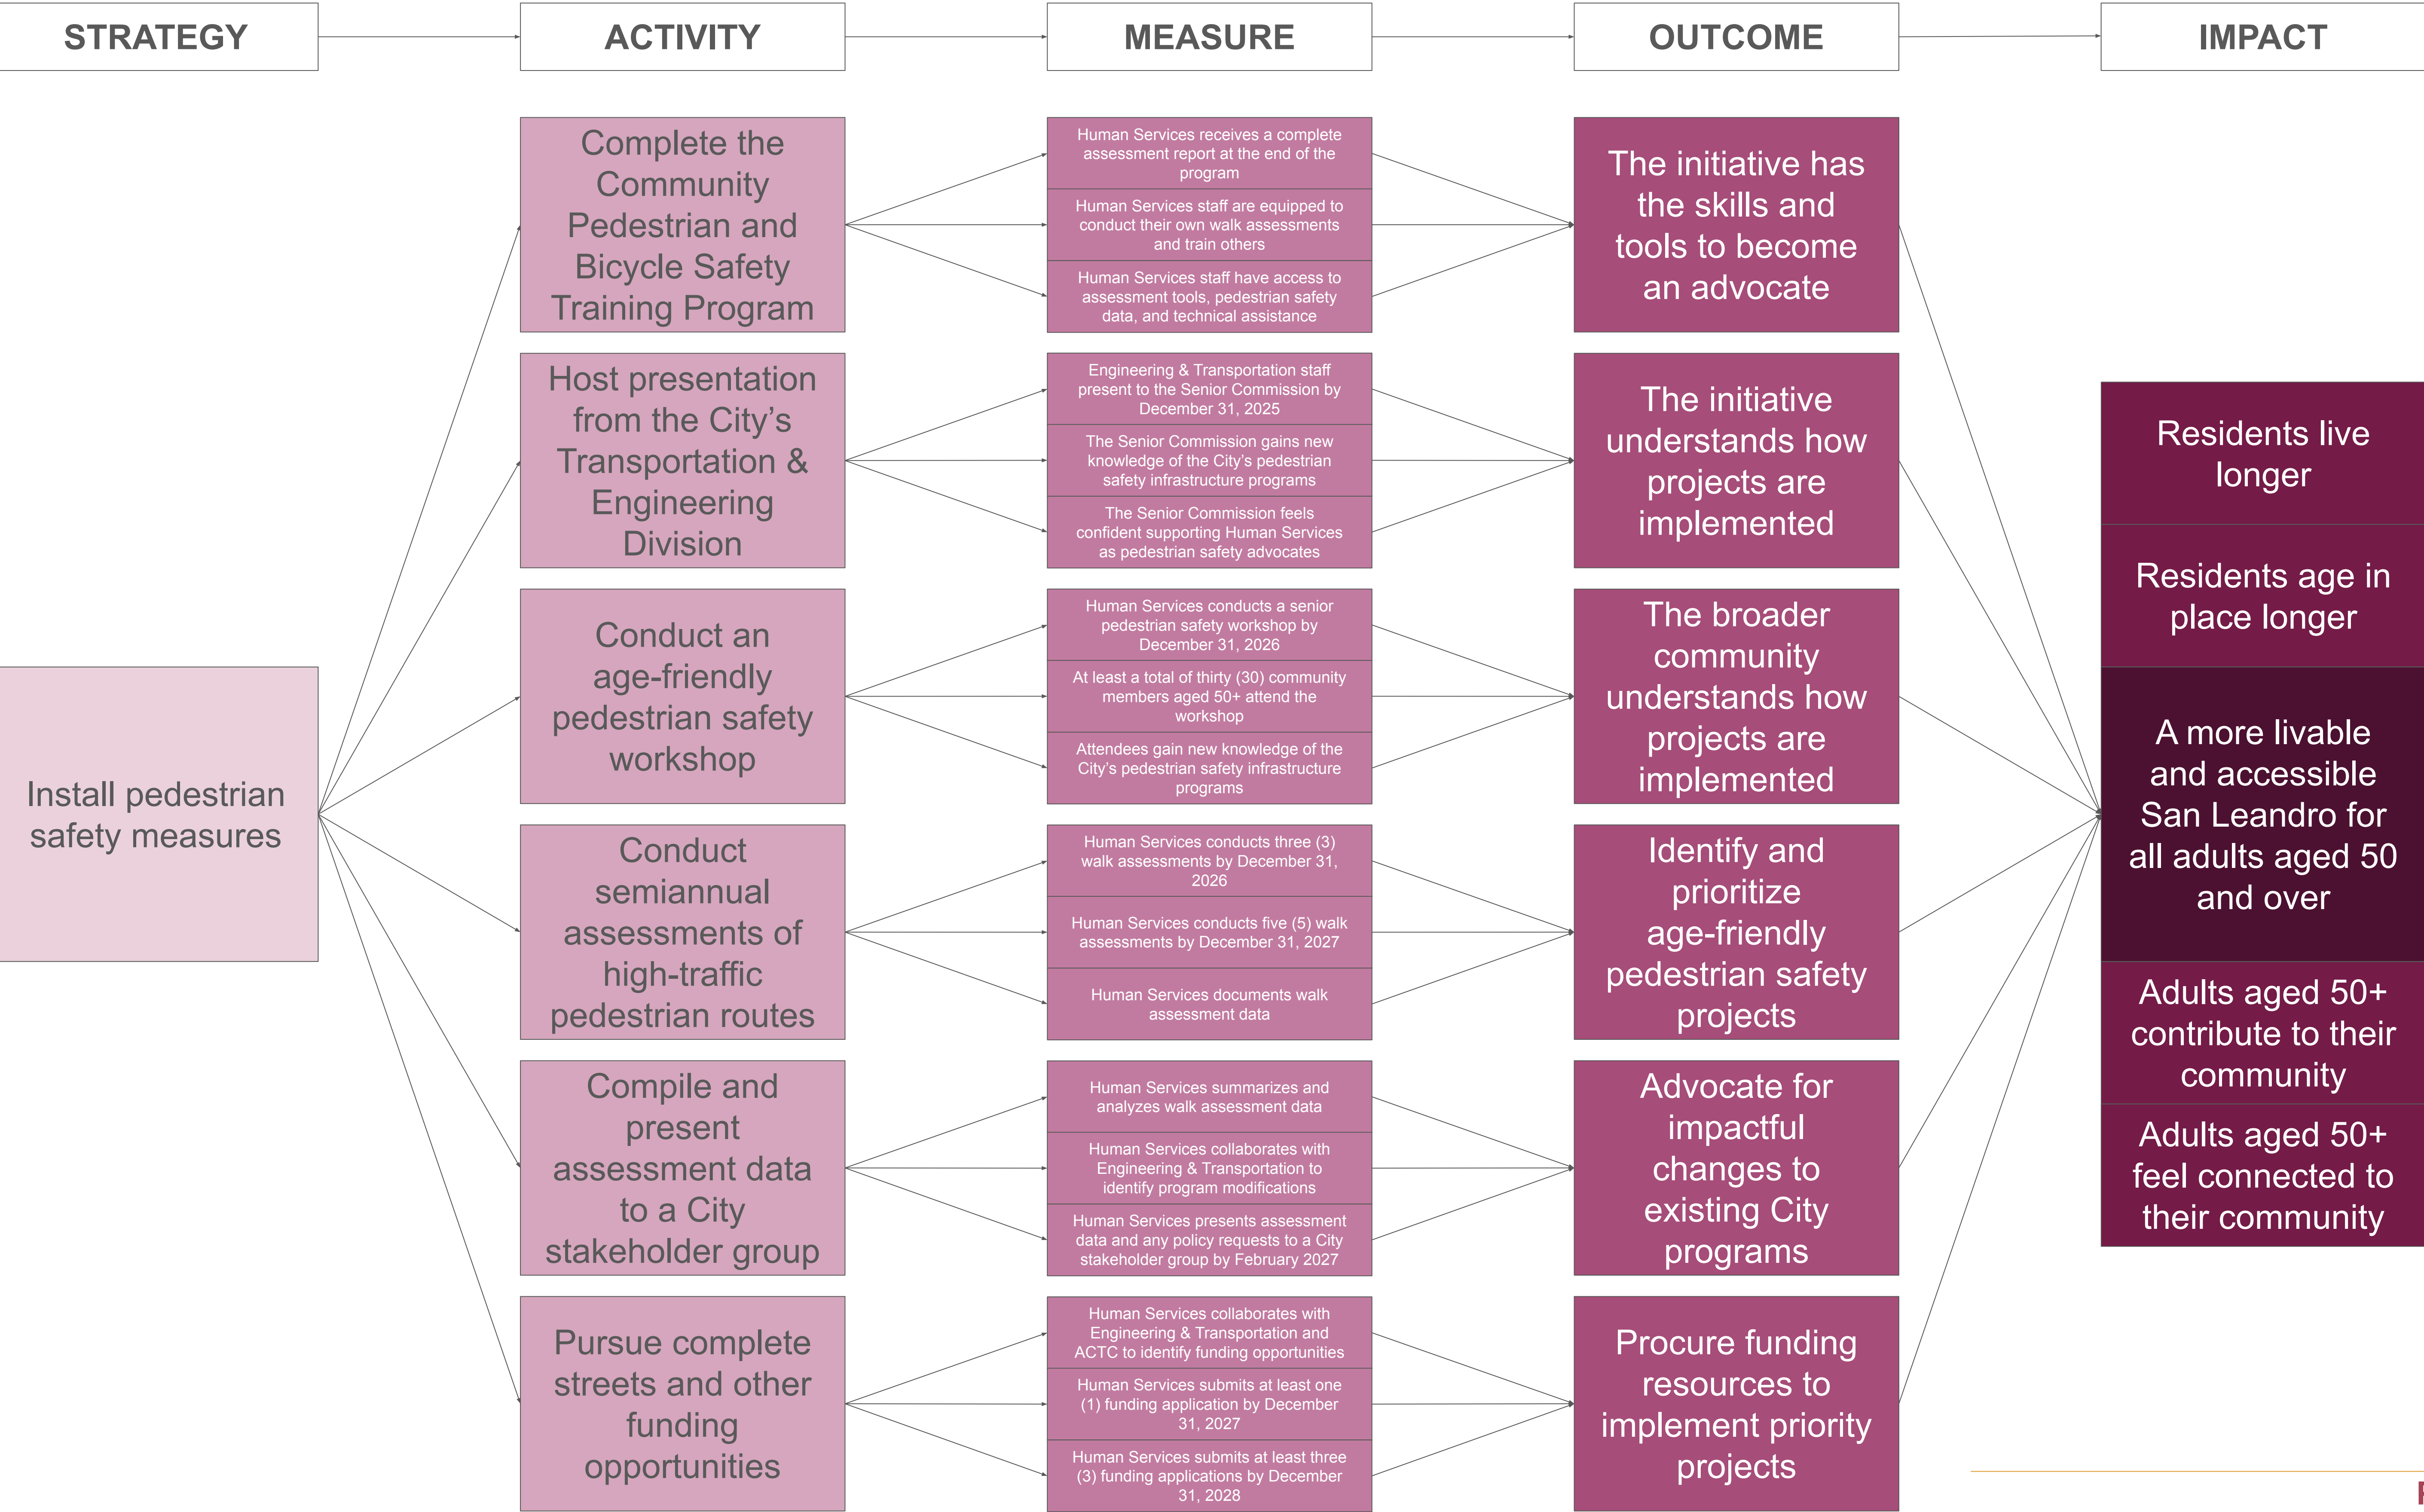 STRATEGY
ACTIVITY
MEASURE
OUTCOME
IMPACT
Install pedestrian
safety measures
Complete the
Community
Pedestrian and
Bicycle Safety
Training Program
Human Services receives a complete
assessment report at the end of the
program
Human Services staff are equipped to
conduct their own walk assessments
and train others
Human Services staff have access to
assessment tools, pedestrian safety
data, and technical assistance
The initiative has
the skills and
tools to become
an advocate
Host presentation
from the City’s
Transportation &
Engineering
Division
Engineering & Transportation staff
present to the Senior Commission by
December 31, 2025
The Senior Commission gains new
knowledge of the City’s pedestrian
safety infrastructure programs
The Senior Commission feels
confident supporting Human Services
as pedestrian safety advocates
The initiative
understands how
projects are
implemented
Conduct an
age-friendly
pedestrian safety
workshop
Human Services conducts a senior
pedestrian safety workshop by
December 31, 2026
At least a total of thirty (30) community
members aged 50+ attend the
workshop
Attendees gain new knowledge of the
City’s pedestrian safety infrastructure
programs
The broader
community
understands how
projects are
implemented
Conduct
semiannual
assessments of
high-traffic
pedestrian routes
Human Services conducts three (3)
walk assessments by December 31,
2026
Human Services conducts five (5) walk
assessments by December 31, 2027
Human Services documents walk
assessment data
Identify and
prioritize
age-friendly
pedestrian safety
projects
Compile and
present
assessment data
to a City
stakeholder group
Human Services summarizes and
analyzes walk assessment data
Human Services collaborates with
Engineering & Transportation to
identify program modifications
Human Services presents assessment
data and any policy requests to a City
stakeholder group by February 2027
Advocate for
impactful
changes to
existing City
programs
Pursue complete
streets and other
funding
opportunities
Human Services collaborates with
Engineering & Transportation and
ACTC to identify funding opportunities
Human Services submits at least one
(1) funding application by December
31, 2027
Human Services submits at least three
(3) funding applications by December
31, 2028
Procure funding
resources to
implement priority
projects
Residents live
longer
Residents age in
place longer
A more livable
and accessible
San Leandro for
all adults aged 50
and over
Adults aged 50+
contribute to their
community
Adults aged 50+
feel connected to
their community